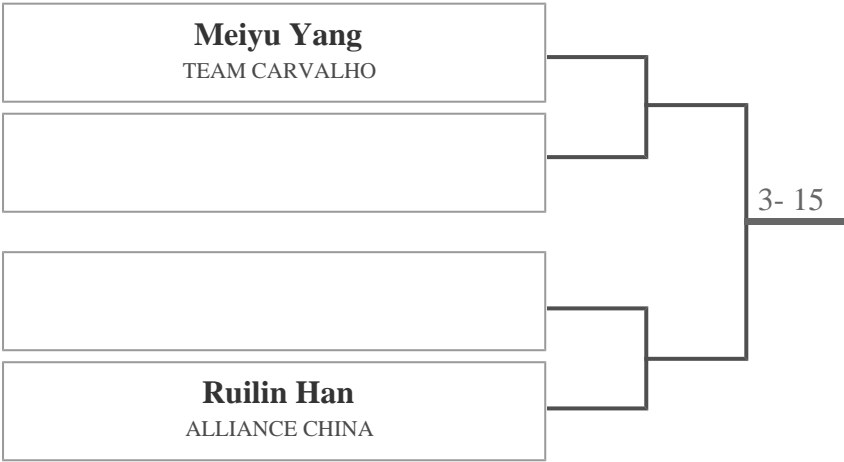 Meiyu Yang
TEAM CARVALHO
3- 15
Ruilin Han
ALLIANCE CHINA